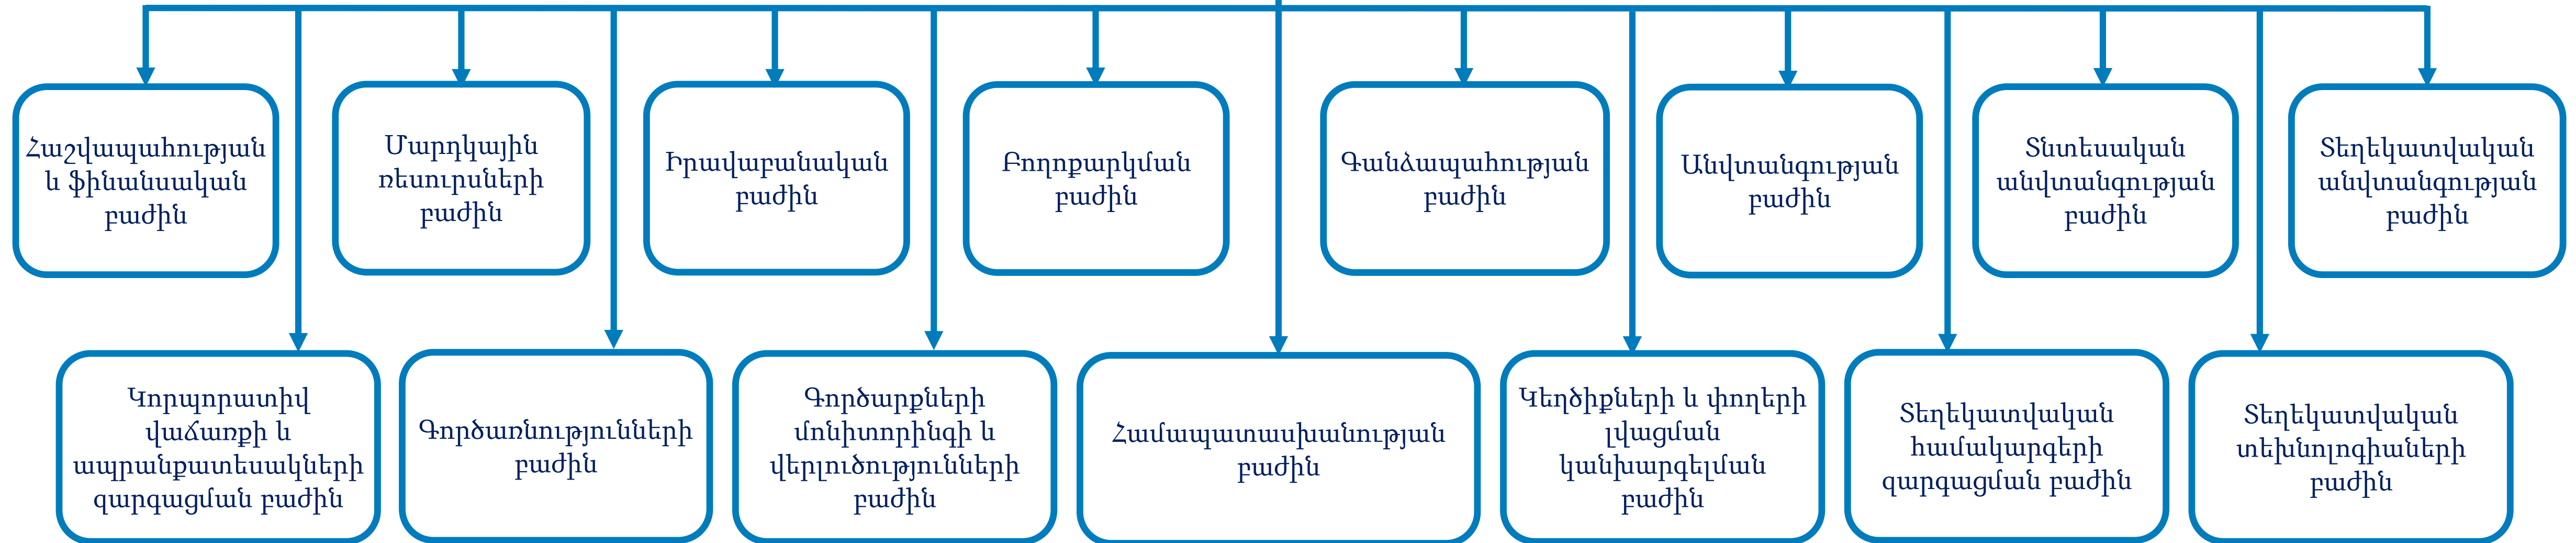 Հաշվապահության
և ֆինանսական
բաժին
Մարդկային
ռեսուրսների
բաժին
Իրավաբանական
բաժին
Բողոքարկման
բաժին
Գանձապահության
բաժին
Անվտանգության
բաժին
Տնտեսական
անվտանգության
բաժին
Տեղեկատվական
անվտանգության
բաժին
Կորպորատիվ
վաճառքի և
ապրանքատեսակների
զարգացման բաժին
Գործառնությունների
բաժին
Գործարքների
մոնիտորինգի և
վերլուծությունների
բաժին
Համապատասխանության
բաժին
Կեղծիքների և փողերի
լվացման
կանխարգելման
բաժին
Տեղեկատվական
համակարգերի
զարգացման բաժին
Տեղեկատվական
տեխնոլոգիաների
բաժին